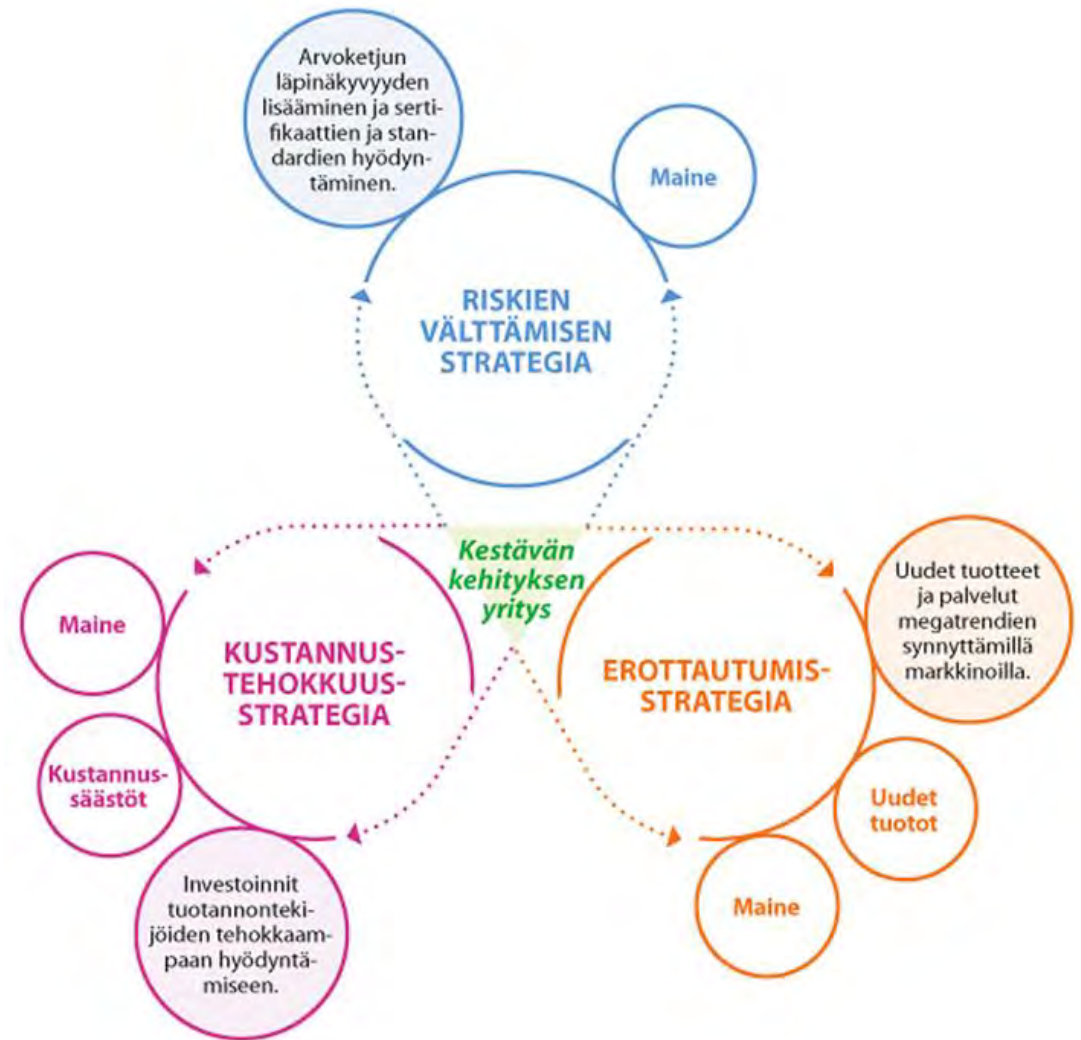 Arvoketjun
läpinäkyvyyden
lisääminen ja serti-
fikaattien ja stan-
dardien hyödyn-
täminen.
Maine
RISKIEN
VÄLTTÄMISEN
STRATEGIA
Kestävän
kehityksen
yritys
Maine
KUSTANNUS-
TEHOKKUUS-
STRATEGIA
Kustannus-
säästöt
Investoinnit
tuotannonteki-
jöiden tehokkaam-
paan hyödyntä-
miseen.
EROTTAUTUMIS-
STRATEGIA
Uudet tuotteet
ja palvelut
megatrendien
synnyttämillä
markkinoilla.
Uudet
tuotot
Maine